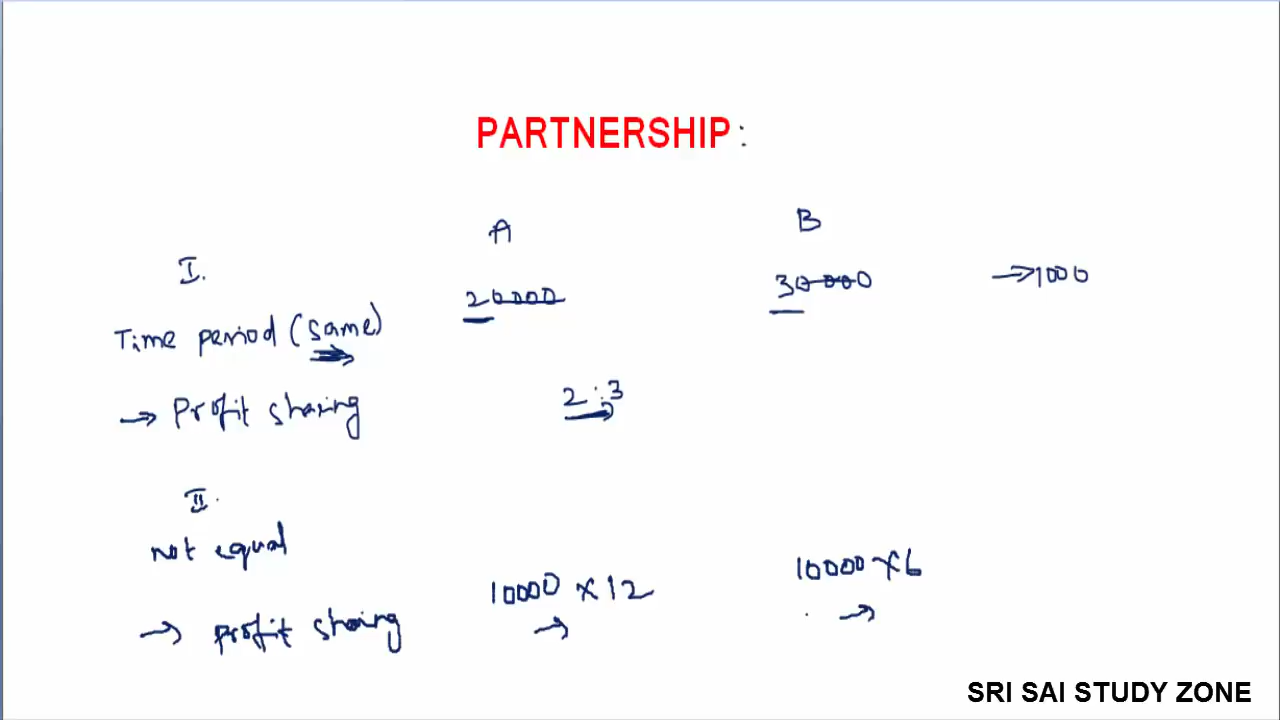 PARTNERSHIP :
A B
I.
20000 30000 →1000
Time period (same)
→ Profit sharing 2:3
II.
not equal
10000 × 12 10000 × 6
→ profit sharing → →
SRI SAI STUDY ZONE